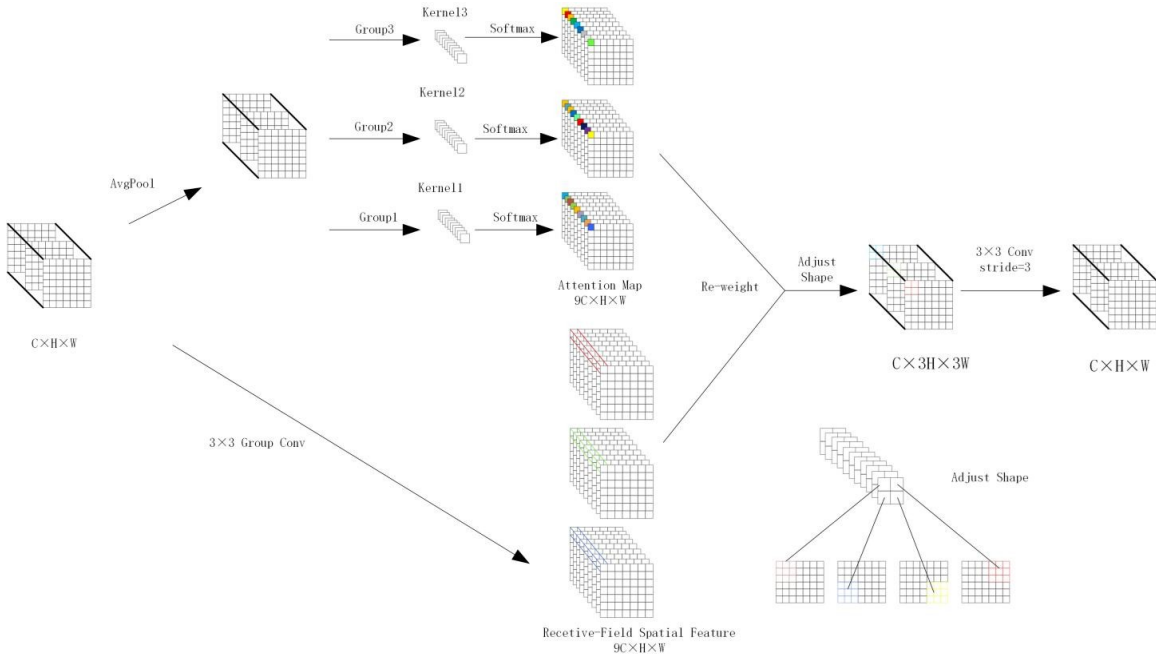 Kernel3
Group3
Softmax
Kernel2
Group2
Softmax
AvgPool
Kernel1
Group1
Softmax
Attention Map
9C×H×W
Re-weight
Adjust
Shape
3×3 Conv
stride=3
C×H×W
C×3H×3W
C×H×W
3×3 Group Conv
Adjust Shape
Recetive-Field Spatial Feature
9C×H×W